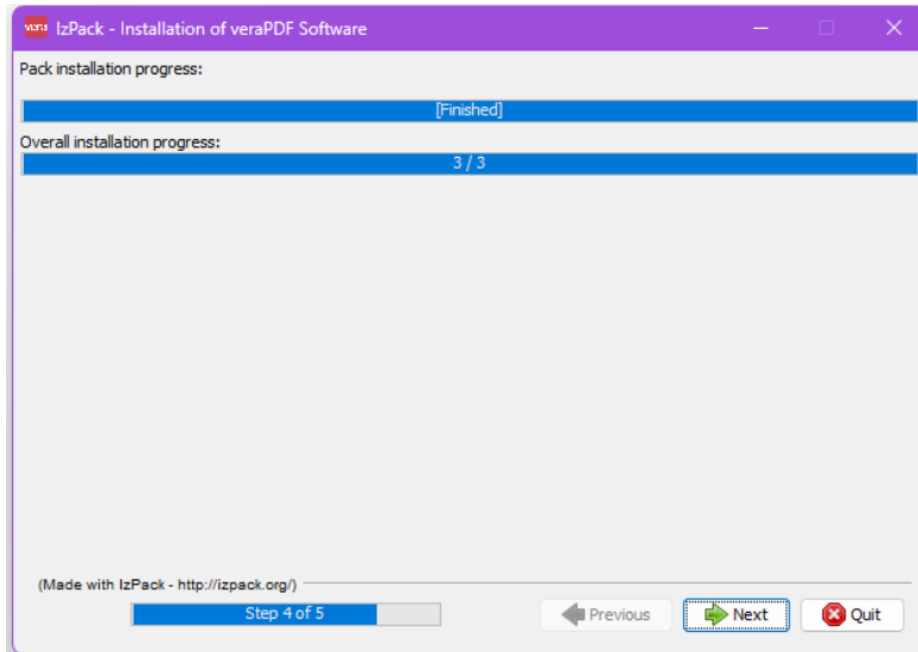 IzPack - Installation of veraPDF Software
Pack installation progress:
[Finished]
Overall installation progress:
3 / 3
(Made with IzPack - http://izpack.org/)
Step 4 of 5
Previous
Next
Quit